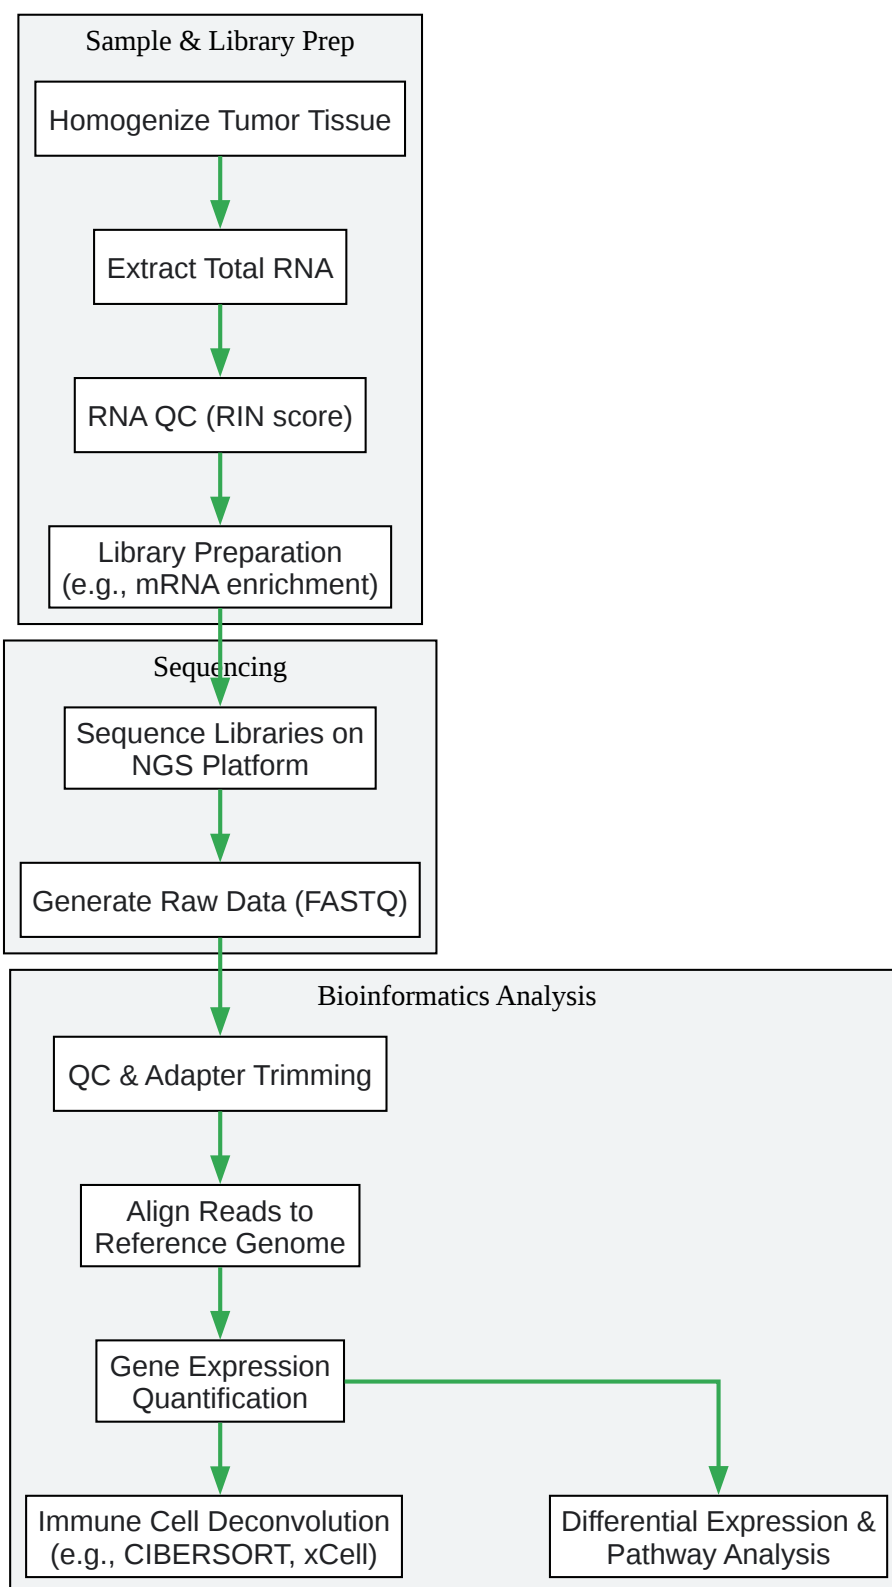 Sample & Library Prep
Homogenize Tumor Tissue
Extract Total RNA
RNA QC (RIN score)
Library Preparation
(e.g., mRNA enrichment)
Sequencing
Sequence Libraries on
NGS Platform
Generate Raw Data (FASTQ)
Bioinformatics Analysis
QC & Adapter Trimming
Align Reads to
Reference Genome
Gene Expression
Quantification
Immune Cell Deconvolution
(e.g., CIBERSORT, xCell)
Differential Expression &
Pathway Analysis